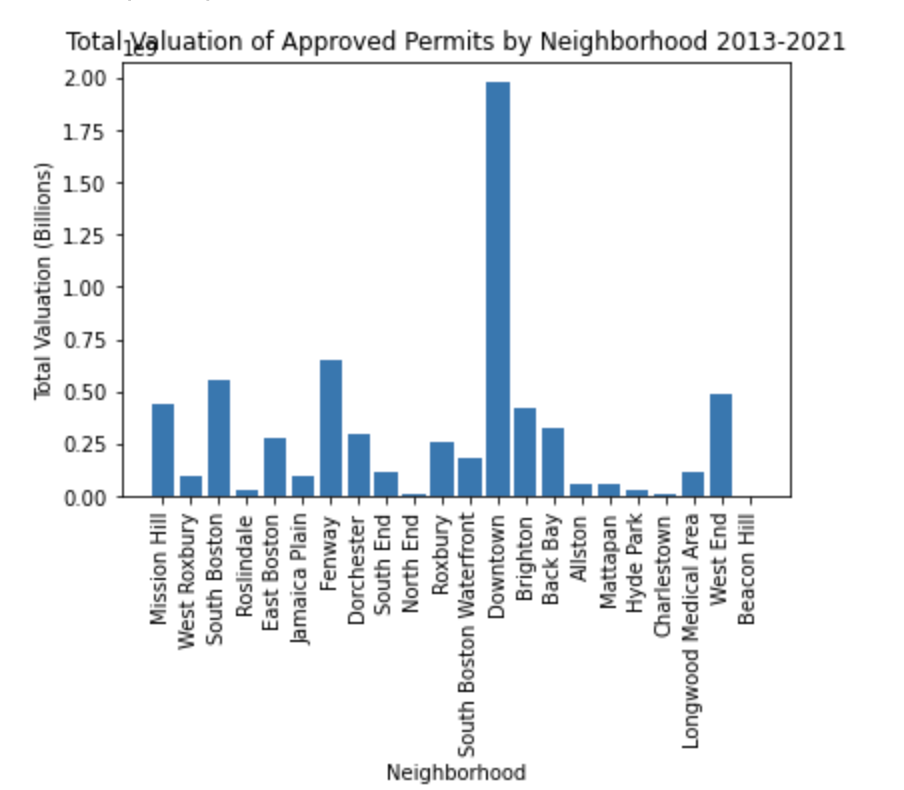 Total Valuation of Approved Permits by Neighborhood 2013-2021
1e9
Total Valuation (Billions)
2.00
1.75
1.50
1.25
1.00
0.75
0.50
0.25
0.00
Mission Hill
West Roxbury
South Boston
Roslindale
East Boston
Jamaica Plain
Fenway
Dorchester
South End
North End
Roxbury
South Boston Waterfront
Downtown
Brighton
Back Bay
Allston
Mattapan
Hyde Park
Charlestown
Longwood Medical Area
West End
Beacon Hill
Neighborhood